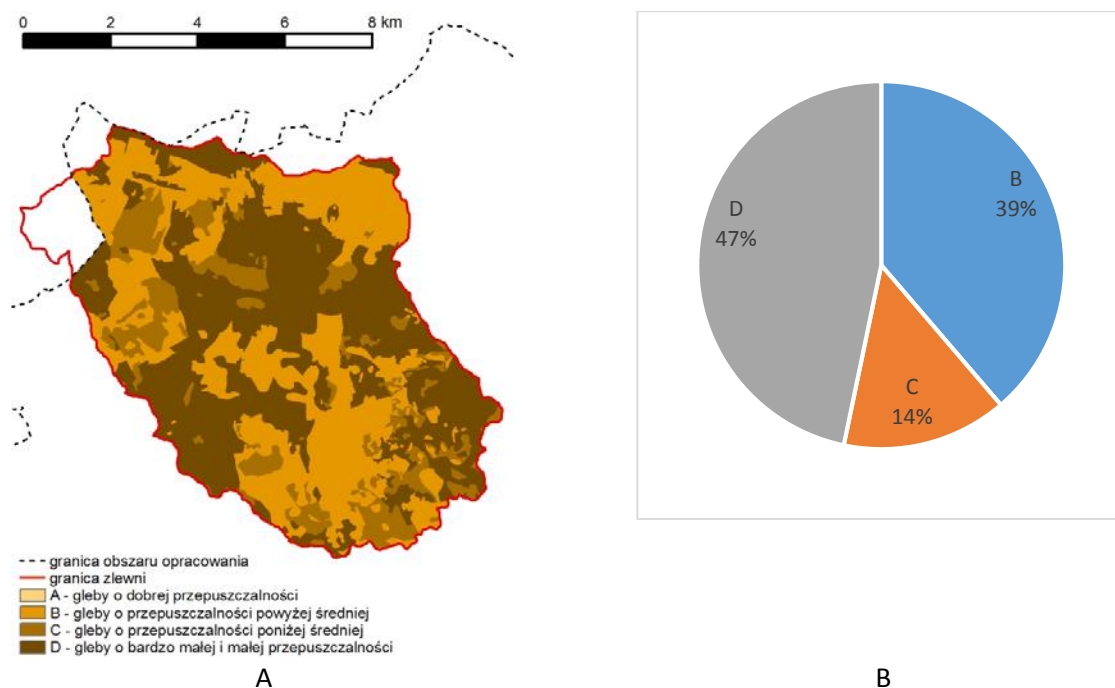 0 2 4 6 8 km
granica obszaru opracowania
granica zlewni
A - gleby o dobrej przepuszczalności
B - gleby o przepuszczalności powyżej średniej
C - gleby o przepuszczalności poniżej średniej
D - gleby o bardzo małej i małej przepuszczalności
A
B
39%
C
14%
D
47%
B